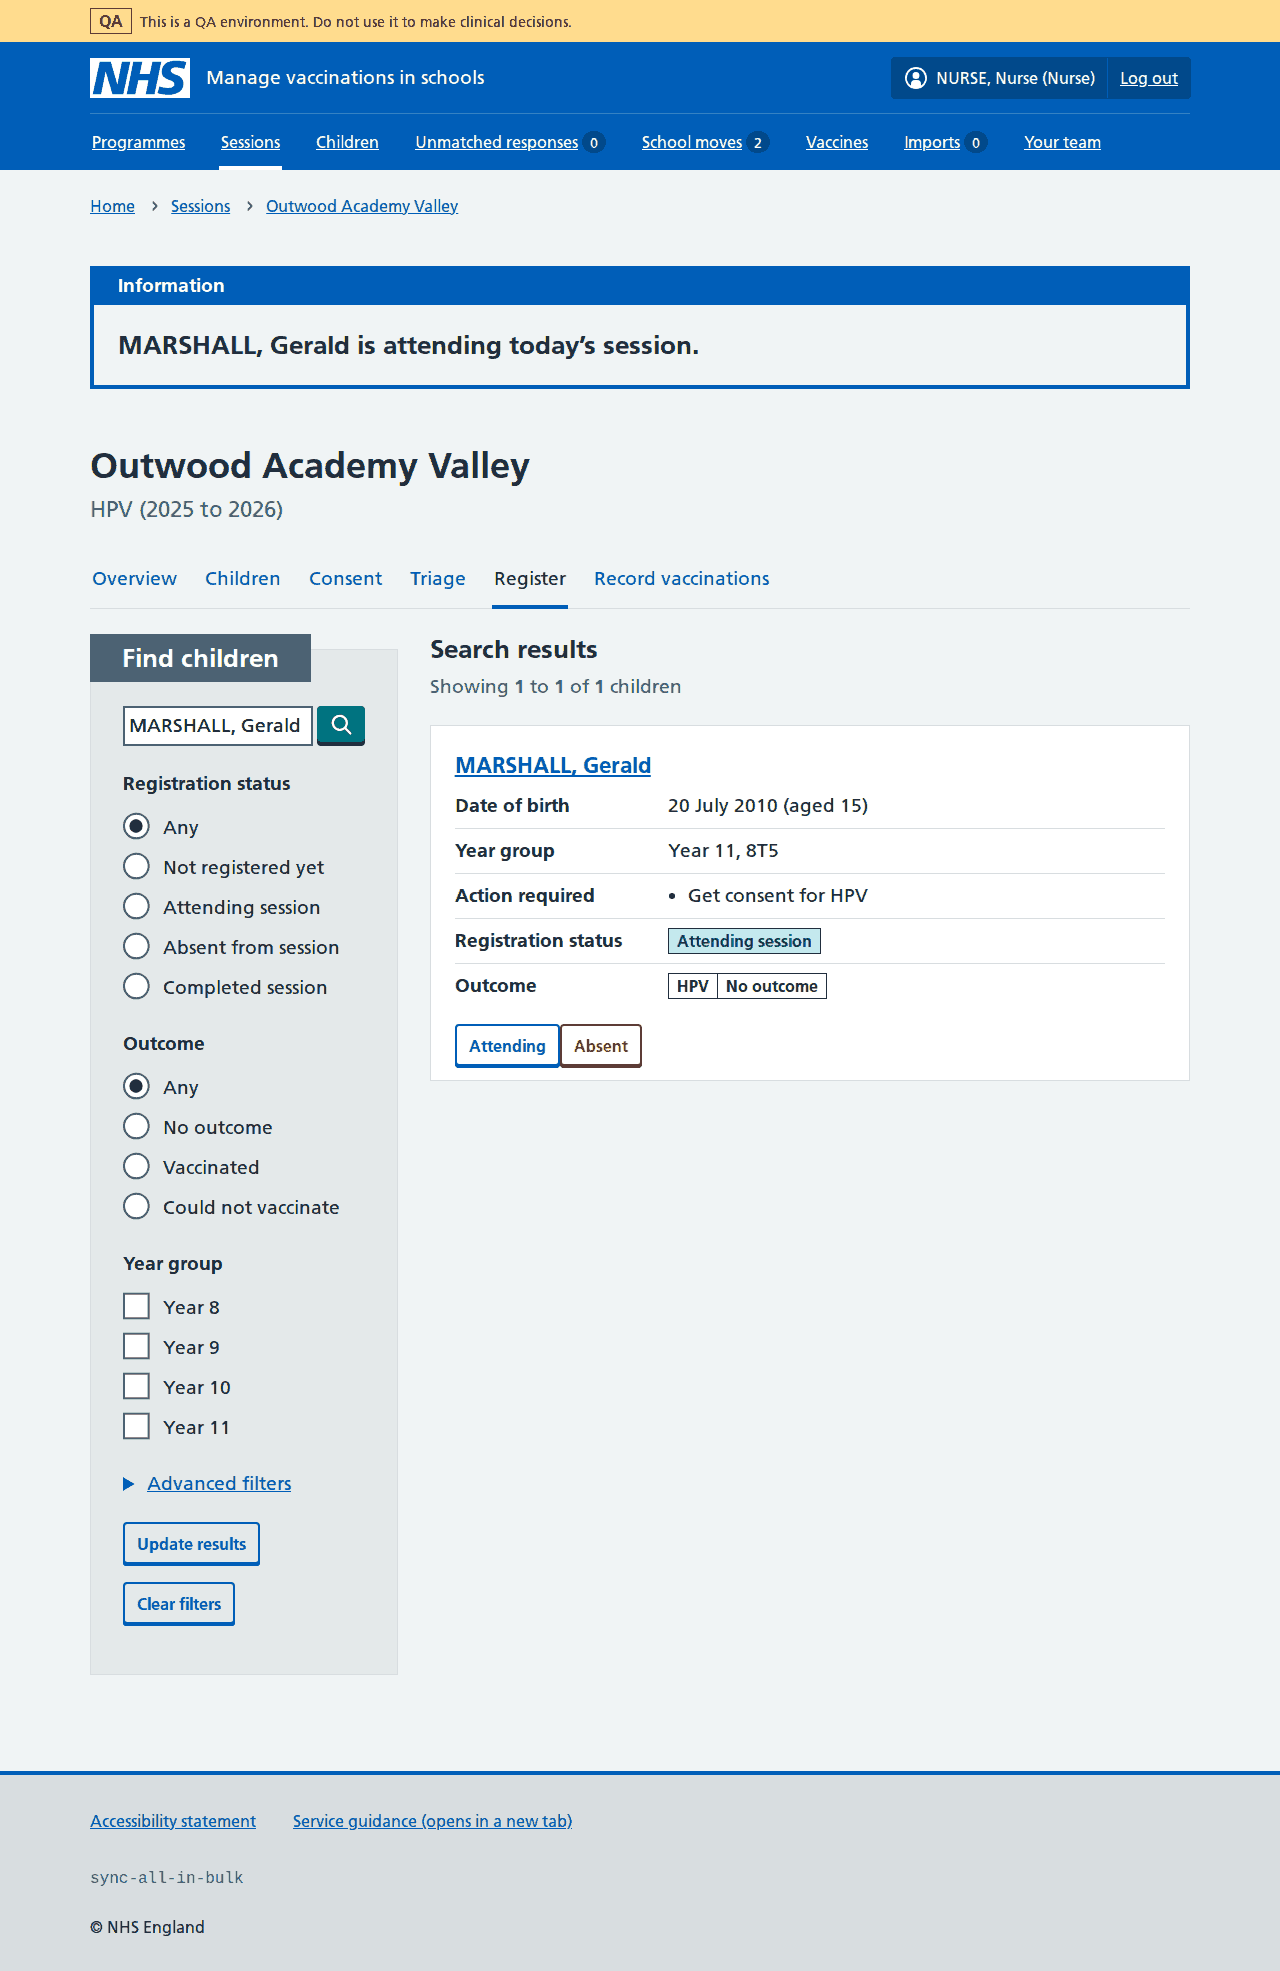 QA This is a QA environment. Do not use it to make clinical decisions.
NHS Manage vaccinations in schools NURSE, Nurse (Nurse) Log out
Programmes Sessions Children Unmatched responses 0 School moves 2 Vaccines Imports 0 Your team
Home Sessions Outwood Academy Valley
Information
MARSHALL, Gerald is attending today’s session.
Outwood Academy Valley
HPV (2025 to 2026)
Overview Children Consent Triage Register Record vaccinations
Find children
MARSHALL, Gerald
Registration status
Any
Not registered yet
Attending session
Absent from session
Completed session
Outcome
Any
No outcome
Vaccinated
Could not vaccinate
Year group
Year 8
Year 9
Year 10
Year 11
Advanced filters
Update results
Clear filters
Search results
Showing 1 to 1 of 1 children
MARSHALL, Gerald
Date of birth 20 July 2010 (aged 15)
Year group Year 11, 8T5
Action required • Get consent for HPV
Registration status Attending session
Outcome HPV No outcome
Attending Absent
Accessibility statement Service guidance (opens in a new tab)
sync-all-in-bulk
© NHS England